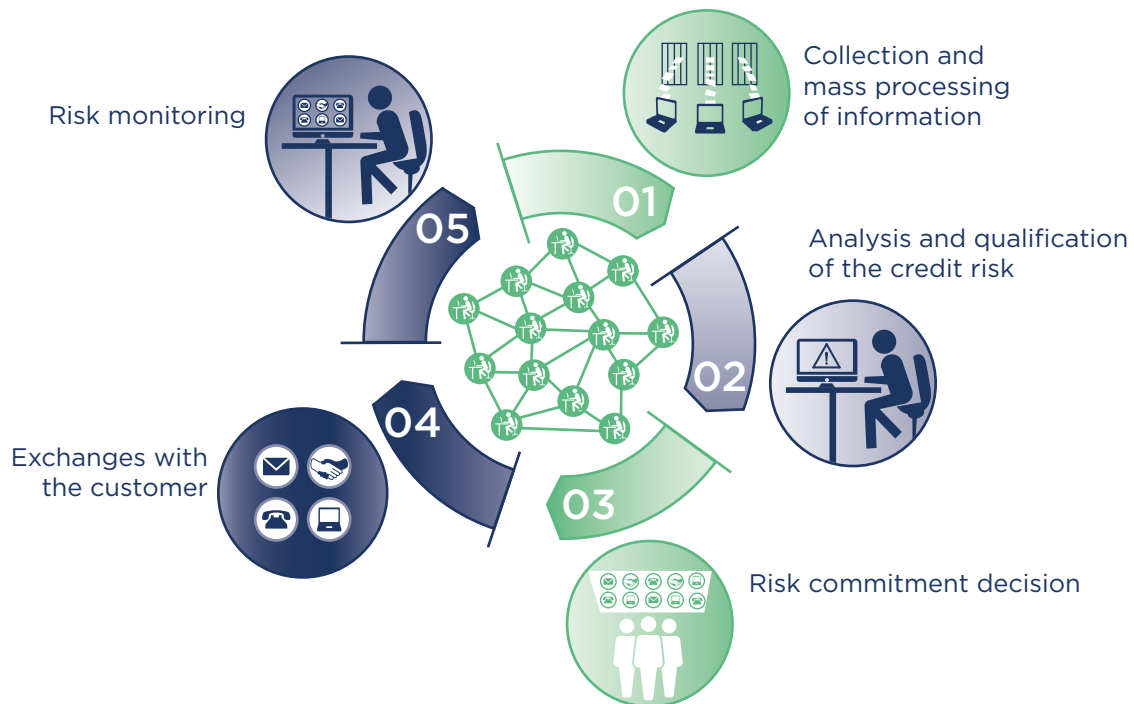 01
Collection and
mass processing
of information
02
Analysis and qualification
of the credit risk
03
Risk commitment decision
04
Exchanges with
the customer
05
Risk monitoring